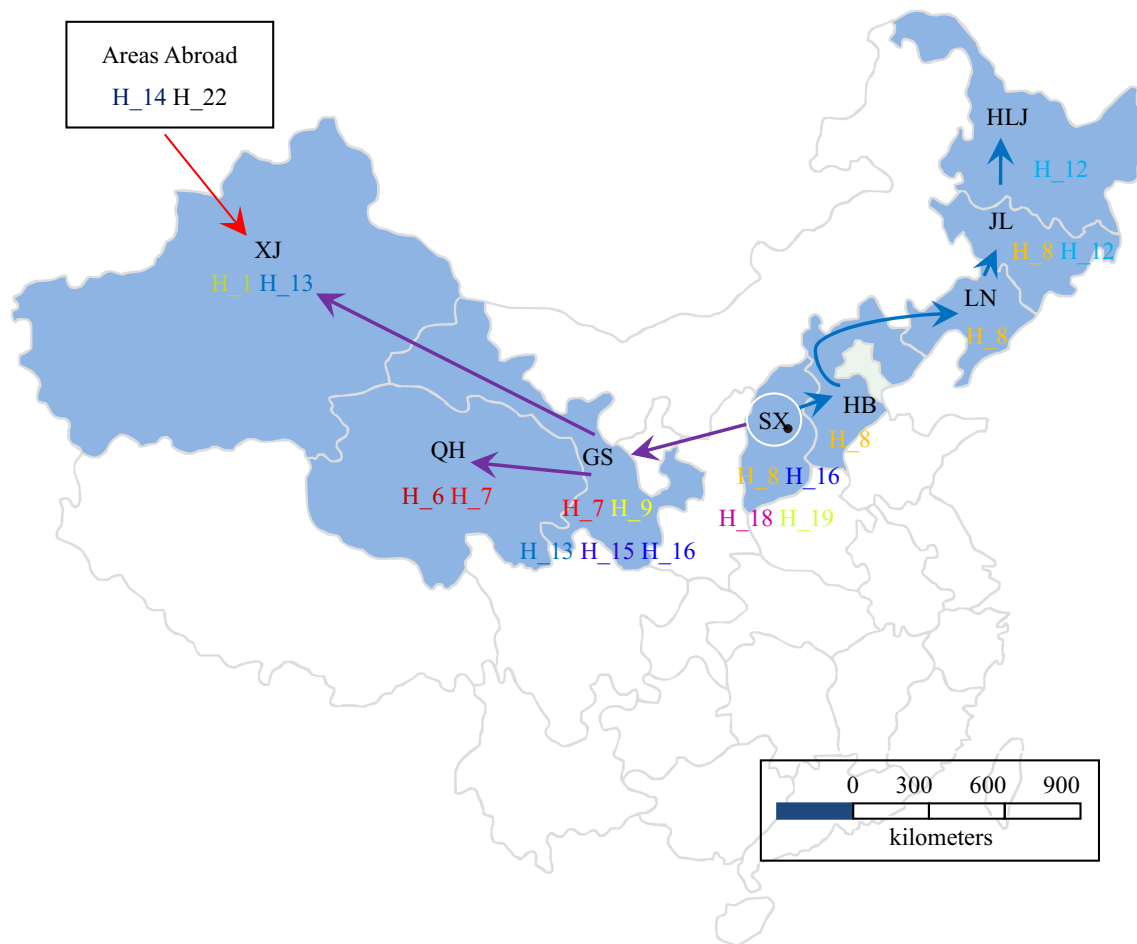 Areas Abroad
H_14 H_22
HLJ
H_12
JL
H_8 H_12
XJ
H_1 H_13
LN
H_8
SX
HB
H_8
QH
GS
H_8 H_16
H_6 H_7
H_7 H_9
H_18 H_19
H_13 H_15 H_16
0 300 600 900
kilometers